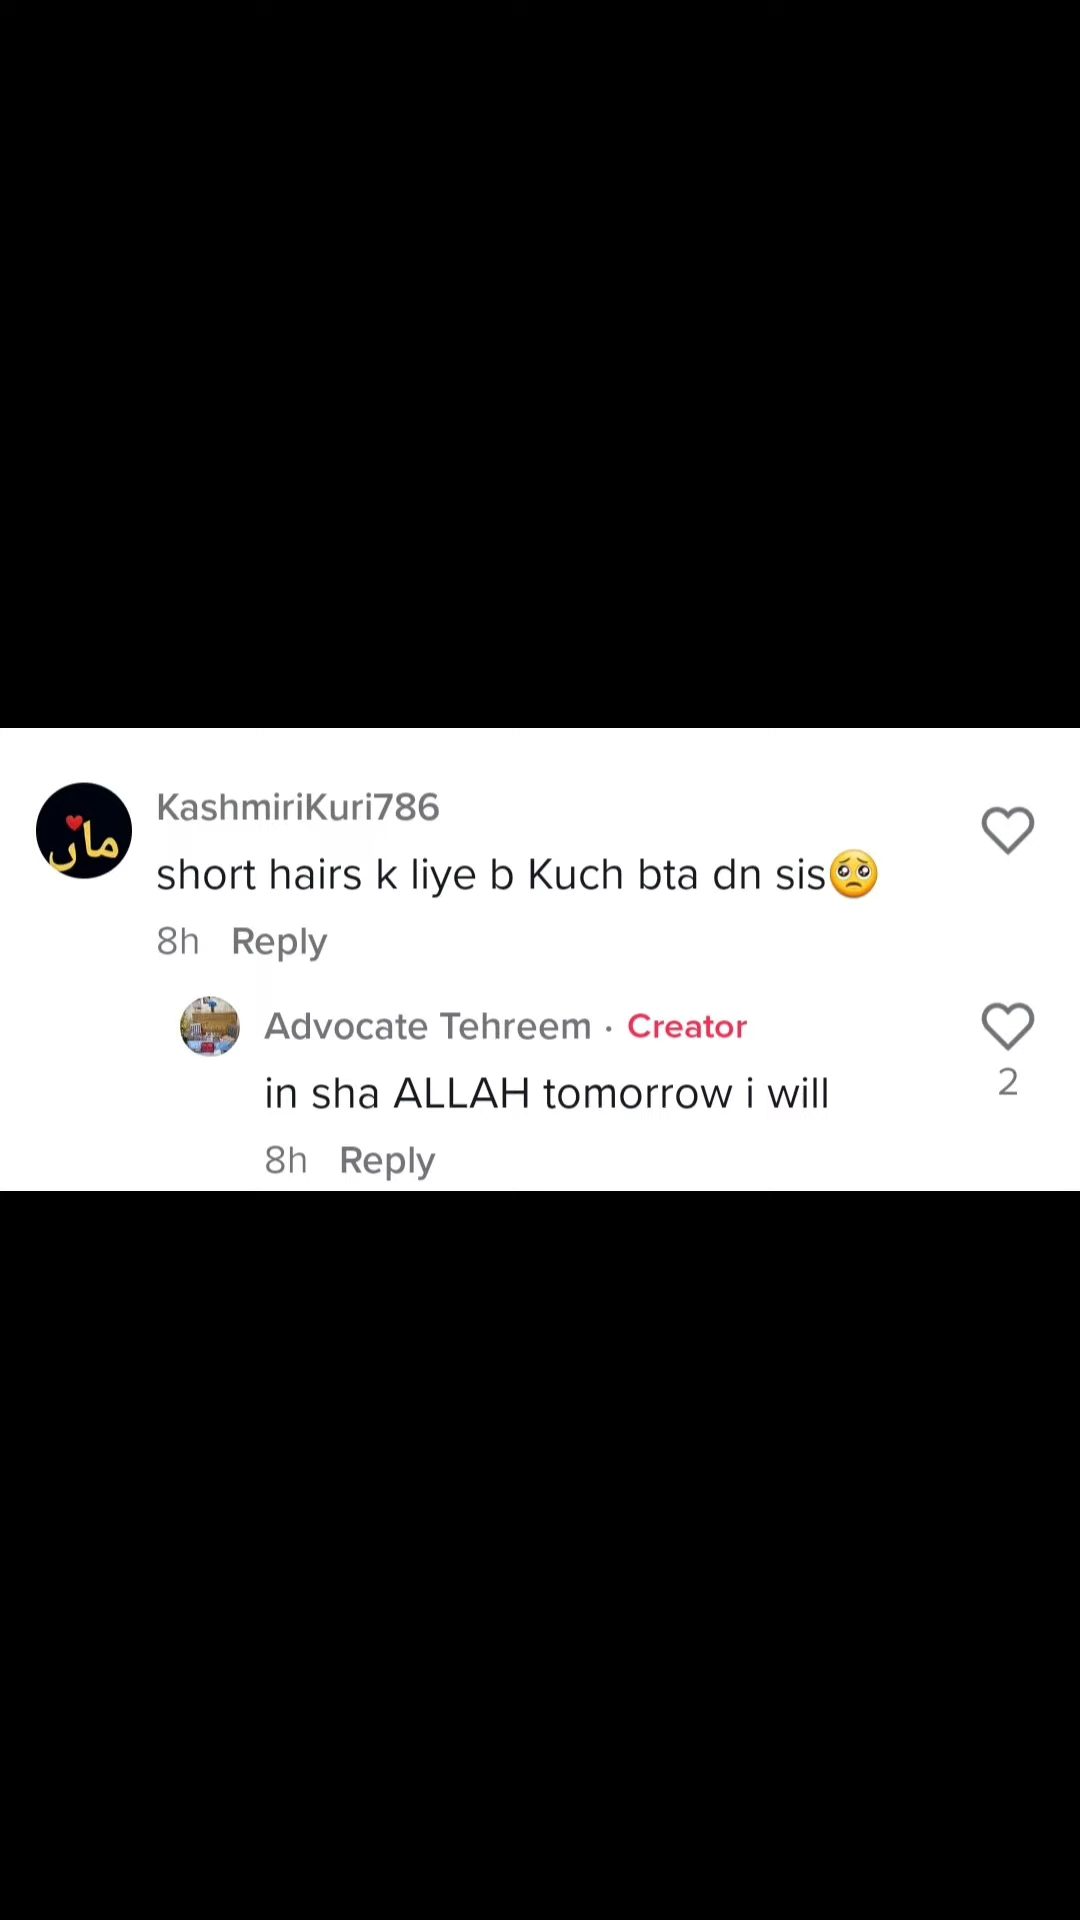 ماں
KashmiriKuri786
short hairs k liye b Kuch bta dn sis🥺
8h Reply
Advocate Tehreem · Creator
in sha ALLAH tomorrow i will
2
8h Reply